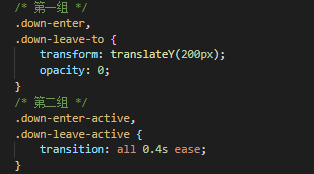 /* 第一组 */
.down-enter,
.down-leave-to {
    transform: translateY(200px);
    opacity: 0;
}
/* 第二组 */
.down-enter-active,
.down-leave-active {
    transition: all 0.4s ease;
}